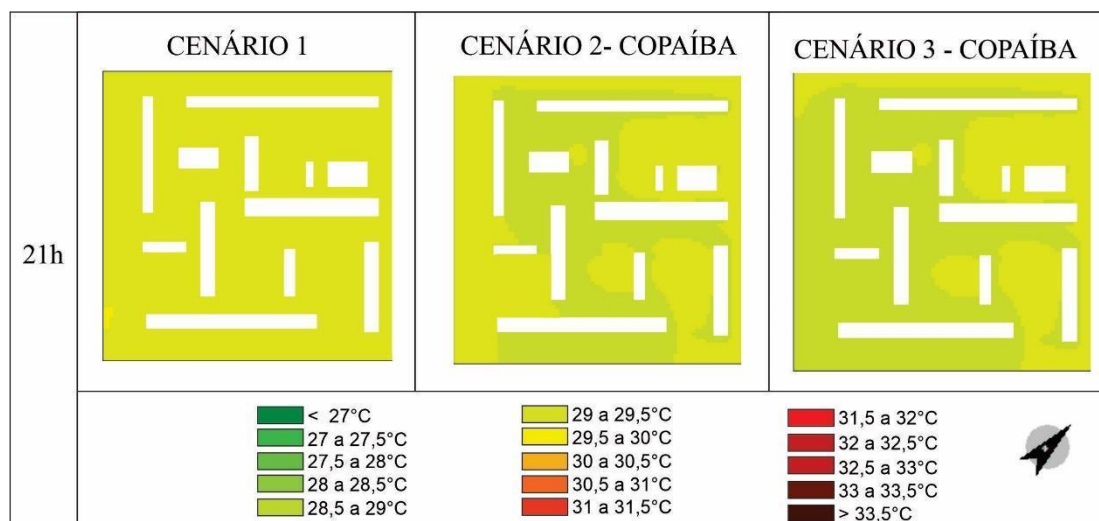 CENÁRIO 1
CENÁRIO 2- COPAÍBA
CENÁRIO 3 - COPAÍBA
21h
< 27°C
27 a 27,5°C
27,5 a 28°C
28 a 28,5°C
28,5 a 29°C
29 a 29,5°C
29,5 a 30°C
30 a 30,5°C
30,5 a 31°C
31 a 31,5°C
31,5 a 32°C
32 a 32,5°C
32,5 a 33°C
33 a 33,5°C
> 33,5°C